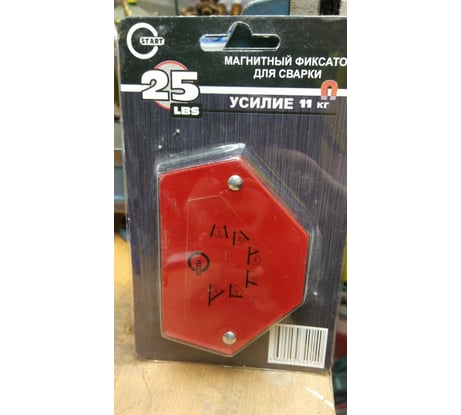 START
МАГНИТНЫЙ ФИКСАТО
ДЛЯ СВАРКИ
25
LBS
УСИЛИЕ 11 КГ